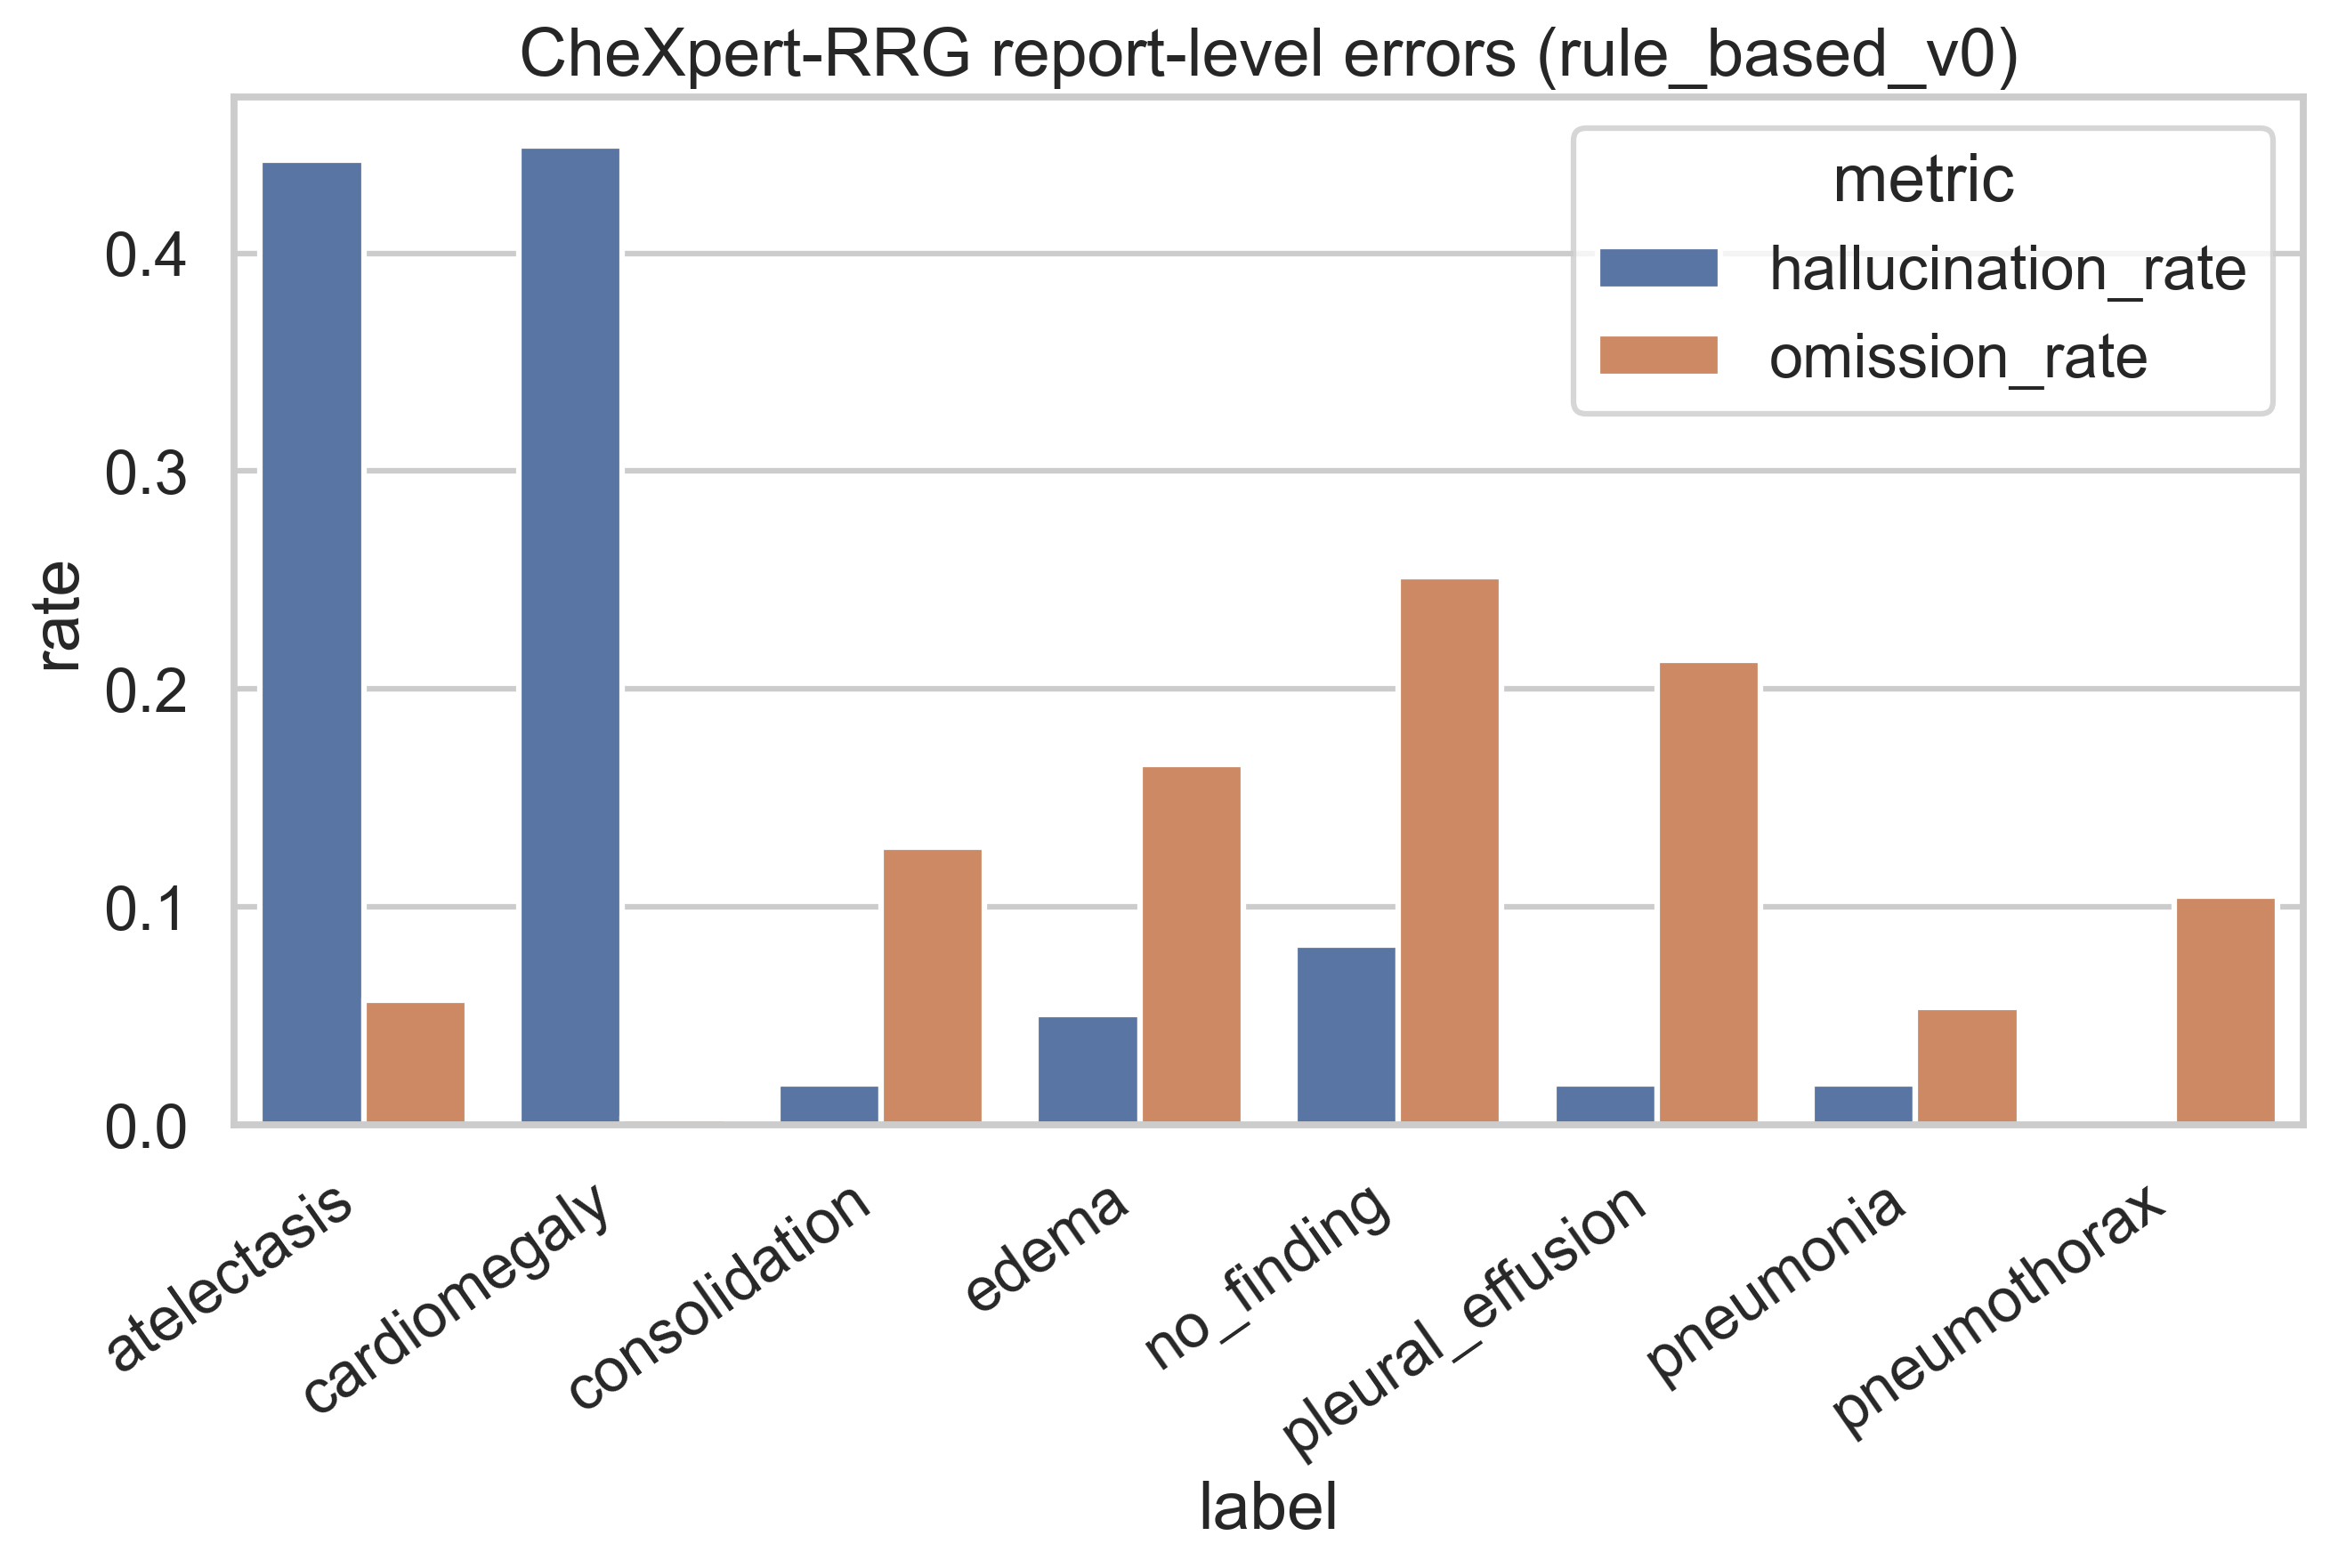 CheXpert-RRG report-level errors (rule_based_v0)
metric
hallucination_rate
omission_rate
rate
0.4
0.3
0.2
0.1
0.0
atelectasis
cardiomegaly
consolidation
edema
no_finding
pleural_effusion
pneumonia
pneumothorax
label